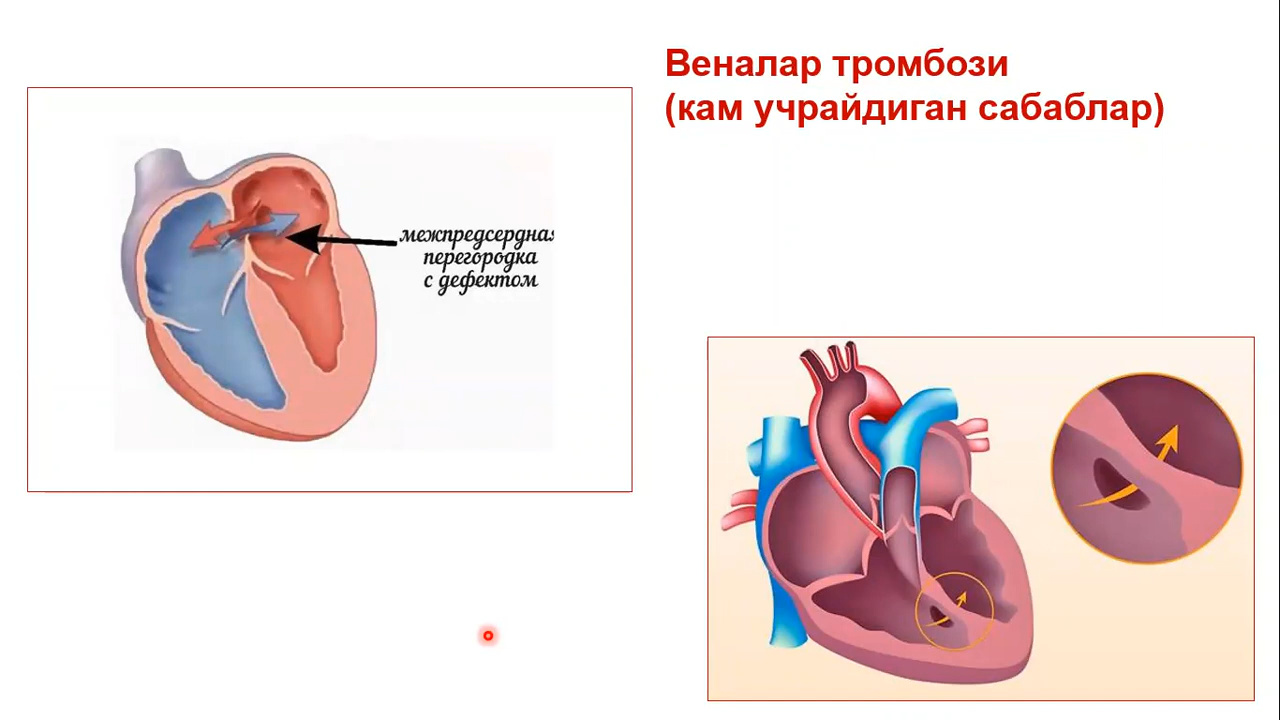 Веналар тромбози
(кам учрайдиган сабаблар)
межпредсердная
перегородка
с дефектом